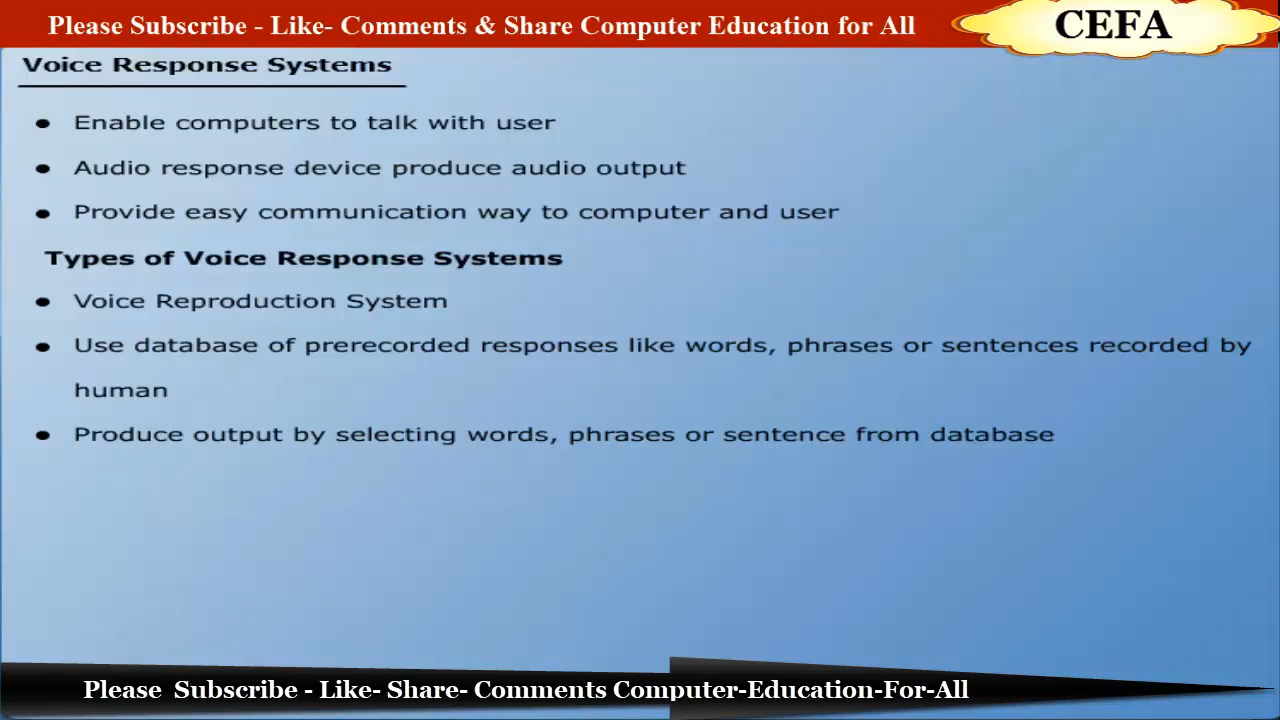 Please Subscribe - Like- Comments & Share Computer Education for All
CEFA
Voice Response Systems
● Enable computers to talk with user
● Audio response device produce audio output
● Provide easy communication way to computer and user
Types of Voice Response Systems
● Voice Reproduction System
● Use database of prerecorded responses like words, phrases or sentences recorded by
human
● Produce output by selecting words, phrases or sentence from database
Please Subscribe - Like- Share- Comments Computer-Education-For-All